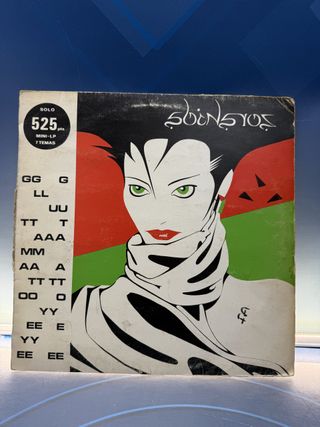 SOLO
525 pts.
MINI-LP
7 TEMAS
GG G
LL
UU
TT T
AAA A
MM
AA A
TT TT
OO O
YY
EE E
YY
EE EE